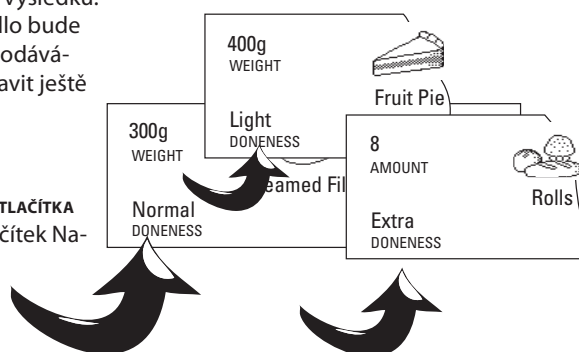 výsledku.
llo bude
odává-
avit ještě
TLAČÍTKA
čítek Na-
400g
WEIGHT
Fruit Pie
Light
DONENESS
300g
WEIGHT
eamed Fil
Normal
DONENESS
8
AMOUNT
Rolls
Extra
DONENESS